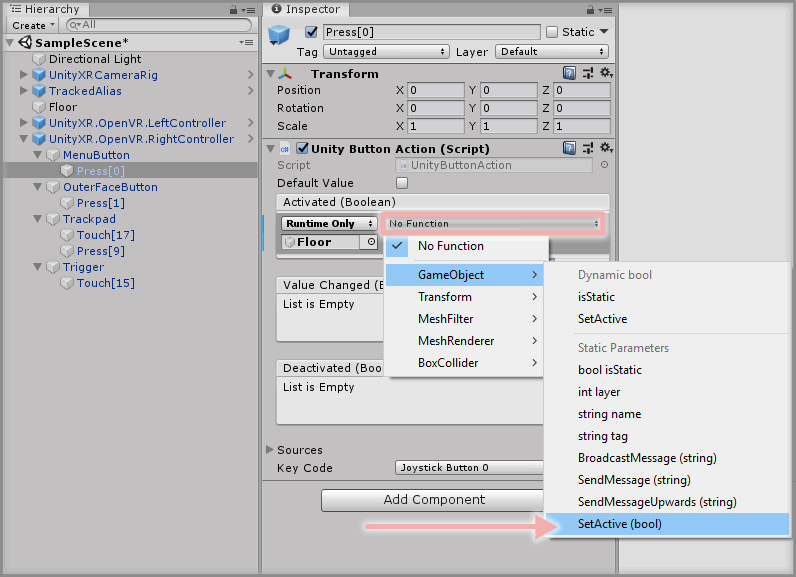 Hierarchy
Create
All
SampleScene*
Directional Light
UnityXRCameraRig
TrackedAlias
Floor
UnityXR.OpenVR.LeftController
UnityXR.OpenVR.RightController
MenuButton
Press[0]
OuterFaceButton
Press[1]
Trackpad
Touch[17]
Press[9]
Trigger
Touch[15]
Inspector
Press[0]
Static
Tag Untagged Layer Default
Transform
Position X 0 Y 0 Z 0
Rotation X 0 Y 0 Z 0
Scale X 1 Y 1 Z 1
C# Unity Button Action (Script)
Script UnityButtonAction
Default Value
Activated (Boolean)
Runtime Only No Function
Floor
No Function
GameObject
Transform
MeshFilter
MeshRenderer
BoxCollider
Dynamic bool
isStatic
SetActive
Static Parameters
bool isStatic
int layer
string name
string tag
BroadcastMessage (string)
SendMessage (string)
SendMessageUpwards (string)
SetActive (bool)
Value Changed (B
List is Empty
Deactivated (Boo
List is Empty
Sources
Key Code Joystick Button 0
Add Component